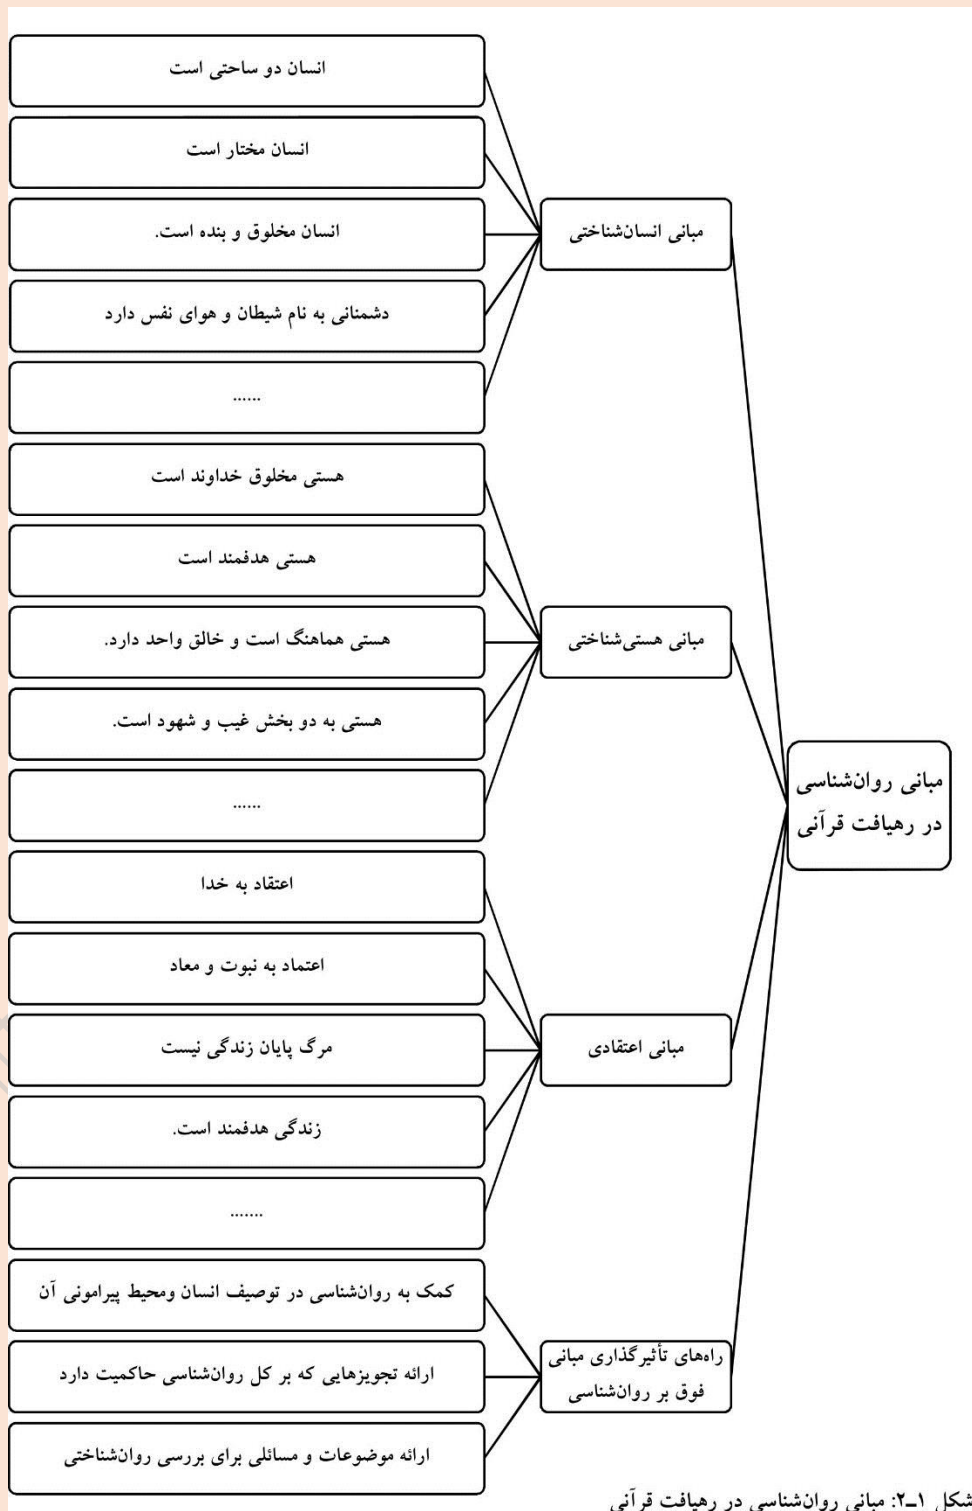 مبانی روان‌شناسی
در رهیافت قرآنی
مبانی انسان‌شناختی
انسان دو ساحتی است
انسان مختار است
انسان مخلوق و بنده است.
دشمنانی به نام شیطان و هوای نفس دارد
......
مبانی هستی‌شناختی
هستی مخلوق خداوند است
هستی هدفمند است
هستی هماهنگ است و خالق واحد دارد.
هستی به دو بخش غیب و شهود است.
......
مبانی اعتقادی
اعتقاد به خدا
اعتماد به نبوت و معاد
مرگ پایان زندگی نیست
زندگی هدفمند است.
.......
راه‌های تأثیرگذاری مبانی
فوق بر روان‌شناسی
کمک به روان‌شناسی در توصیف انسان ومحیط پیرامونی آن
ارائه تجویزهایی که بر کل روان‌شناسی حاکمیت دارد
ارائه موضوعات و مسائلی برای بررسی روان‌شناختی
شکل ۱ـ۲: مبانی روان‌شناسی در رهیافت قرآنی